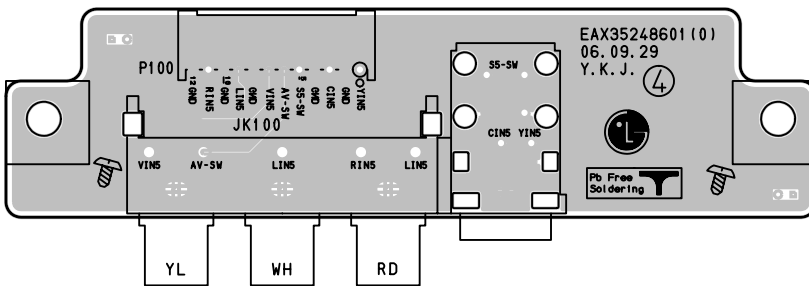 EAX35248601(0)
06.09.29
Y.K.J. 4
P100
12 GND RIN5 10 GND LIN5 GND VIN5 AV-SW S5-SW 5 GND CIN5 GND YIN5
JK100
S5-SW
CIN5 YIN5
VIN5 AV-SW LIN5 RIN5 LIN5
LG
Pb Free
Soldering
YL WH RD